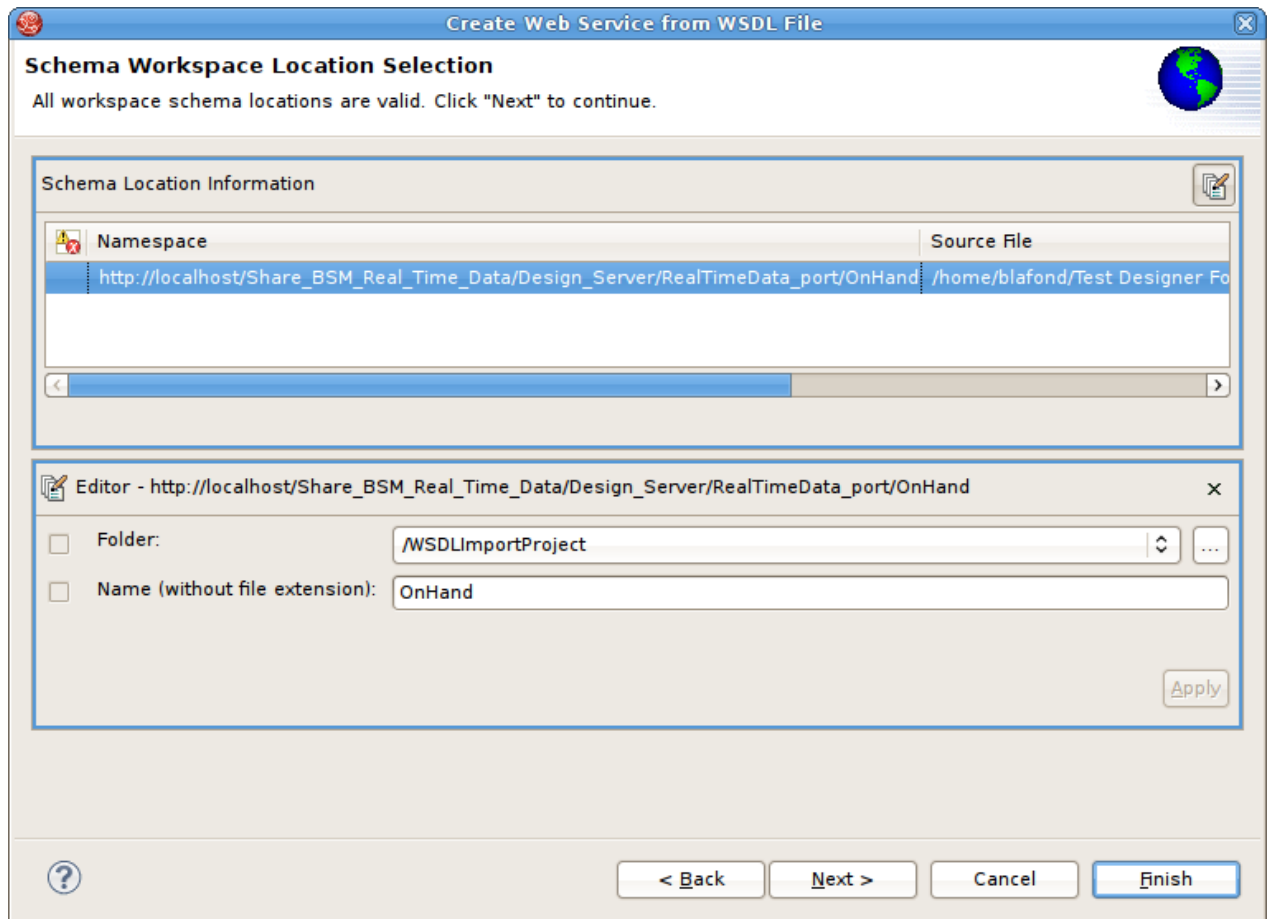 Create Web Service from WSDL File
Schema Workspace Location Selection
All workspace schema locations are valid. Click "Next" to continue.
Schema Location Information
Namespace Source File
http://localhost/Share_BSM_Real_Time_Data/Design_Server/RealTimeData_port/OnHand /home/blafond/Test Designer Fo
Editor - http://localhost/Share_BSM_Real_Time_Data/Design_Server/RealTimeData_port/OnHand
Folder: /WSDLImportProject ...
Name (without file extension): OnHand
Apply
< Back Next > Cancel Finish